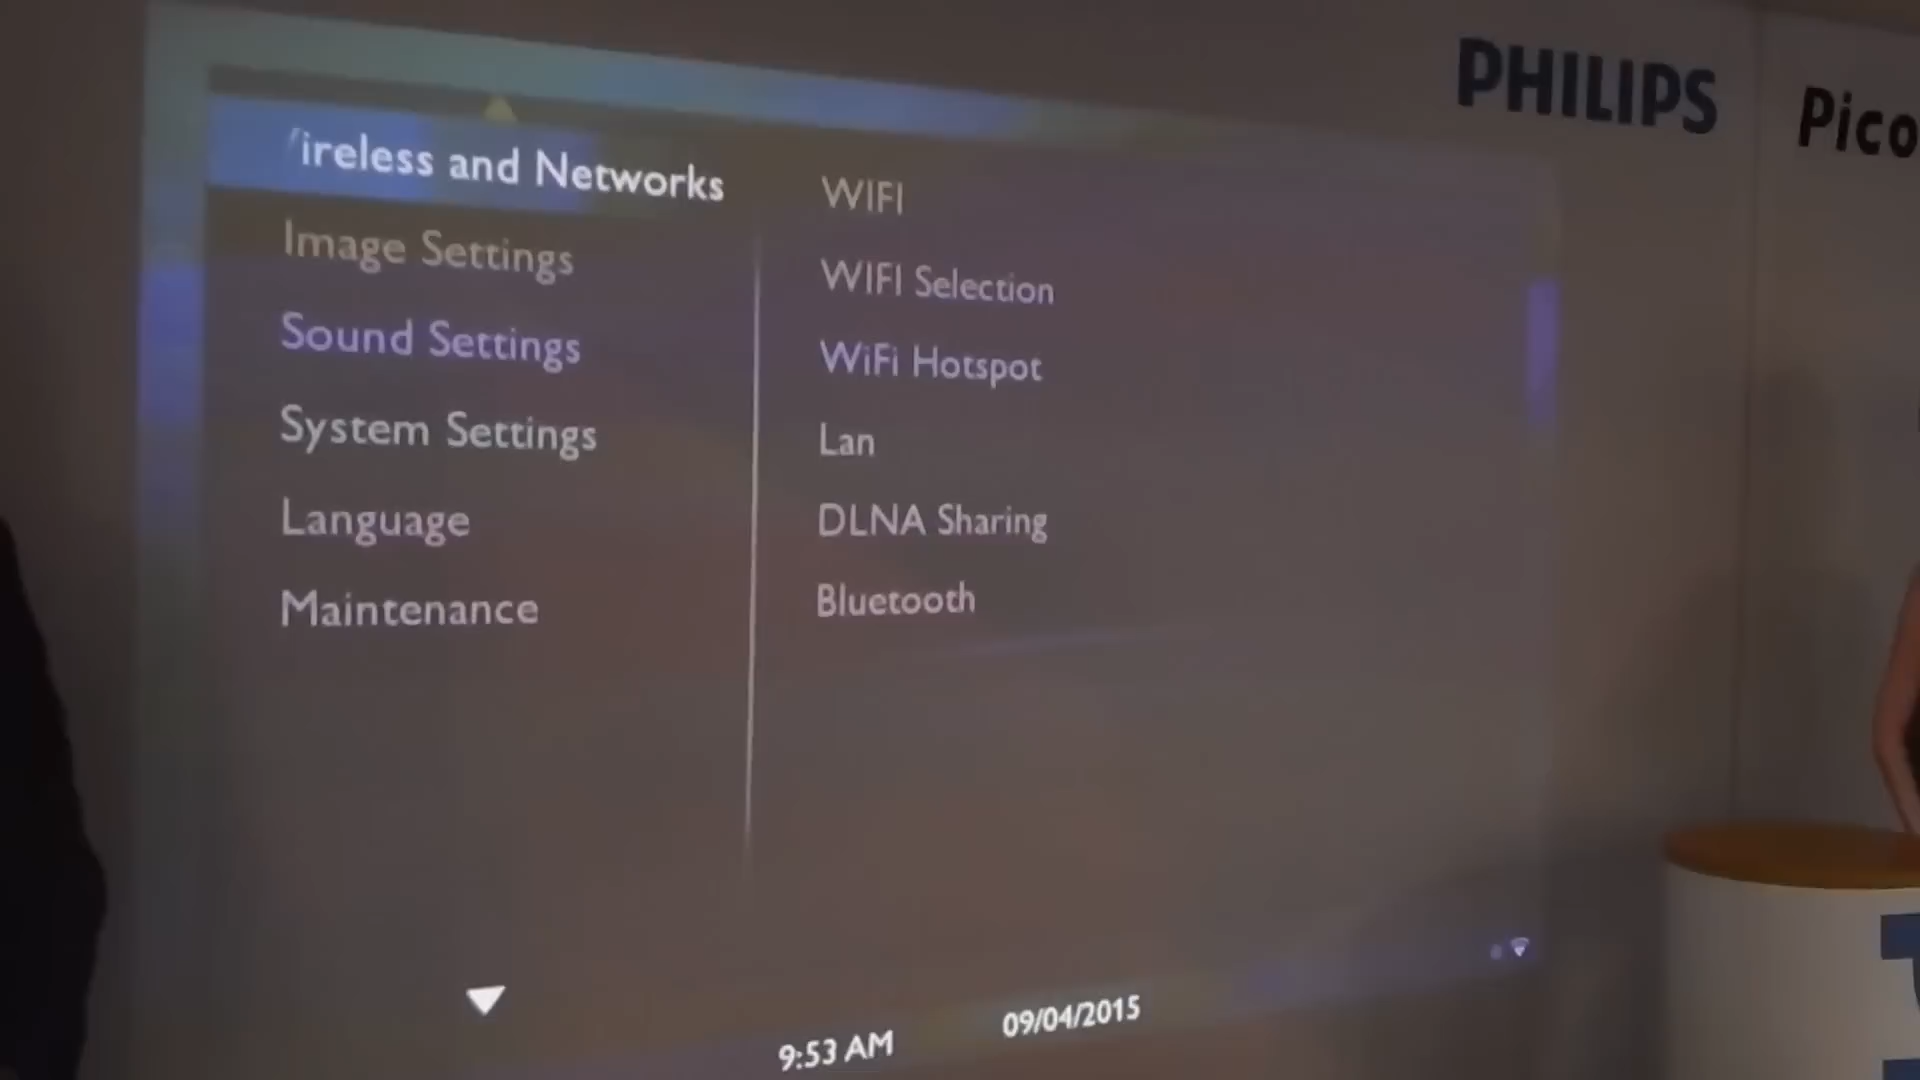 PHILIPS Pico
ireless and Networks
Image Settings
Sound Settings
System Settings
Language
Maintenance
WIFI
WIFI Selection
WiFi Hotspot
Lan
DLNA Sharing
Bluetooth
9:53 AM
09/04/2015